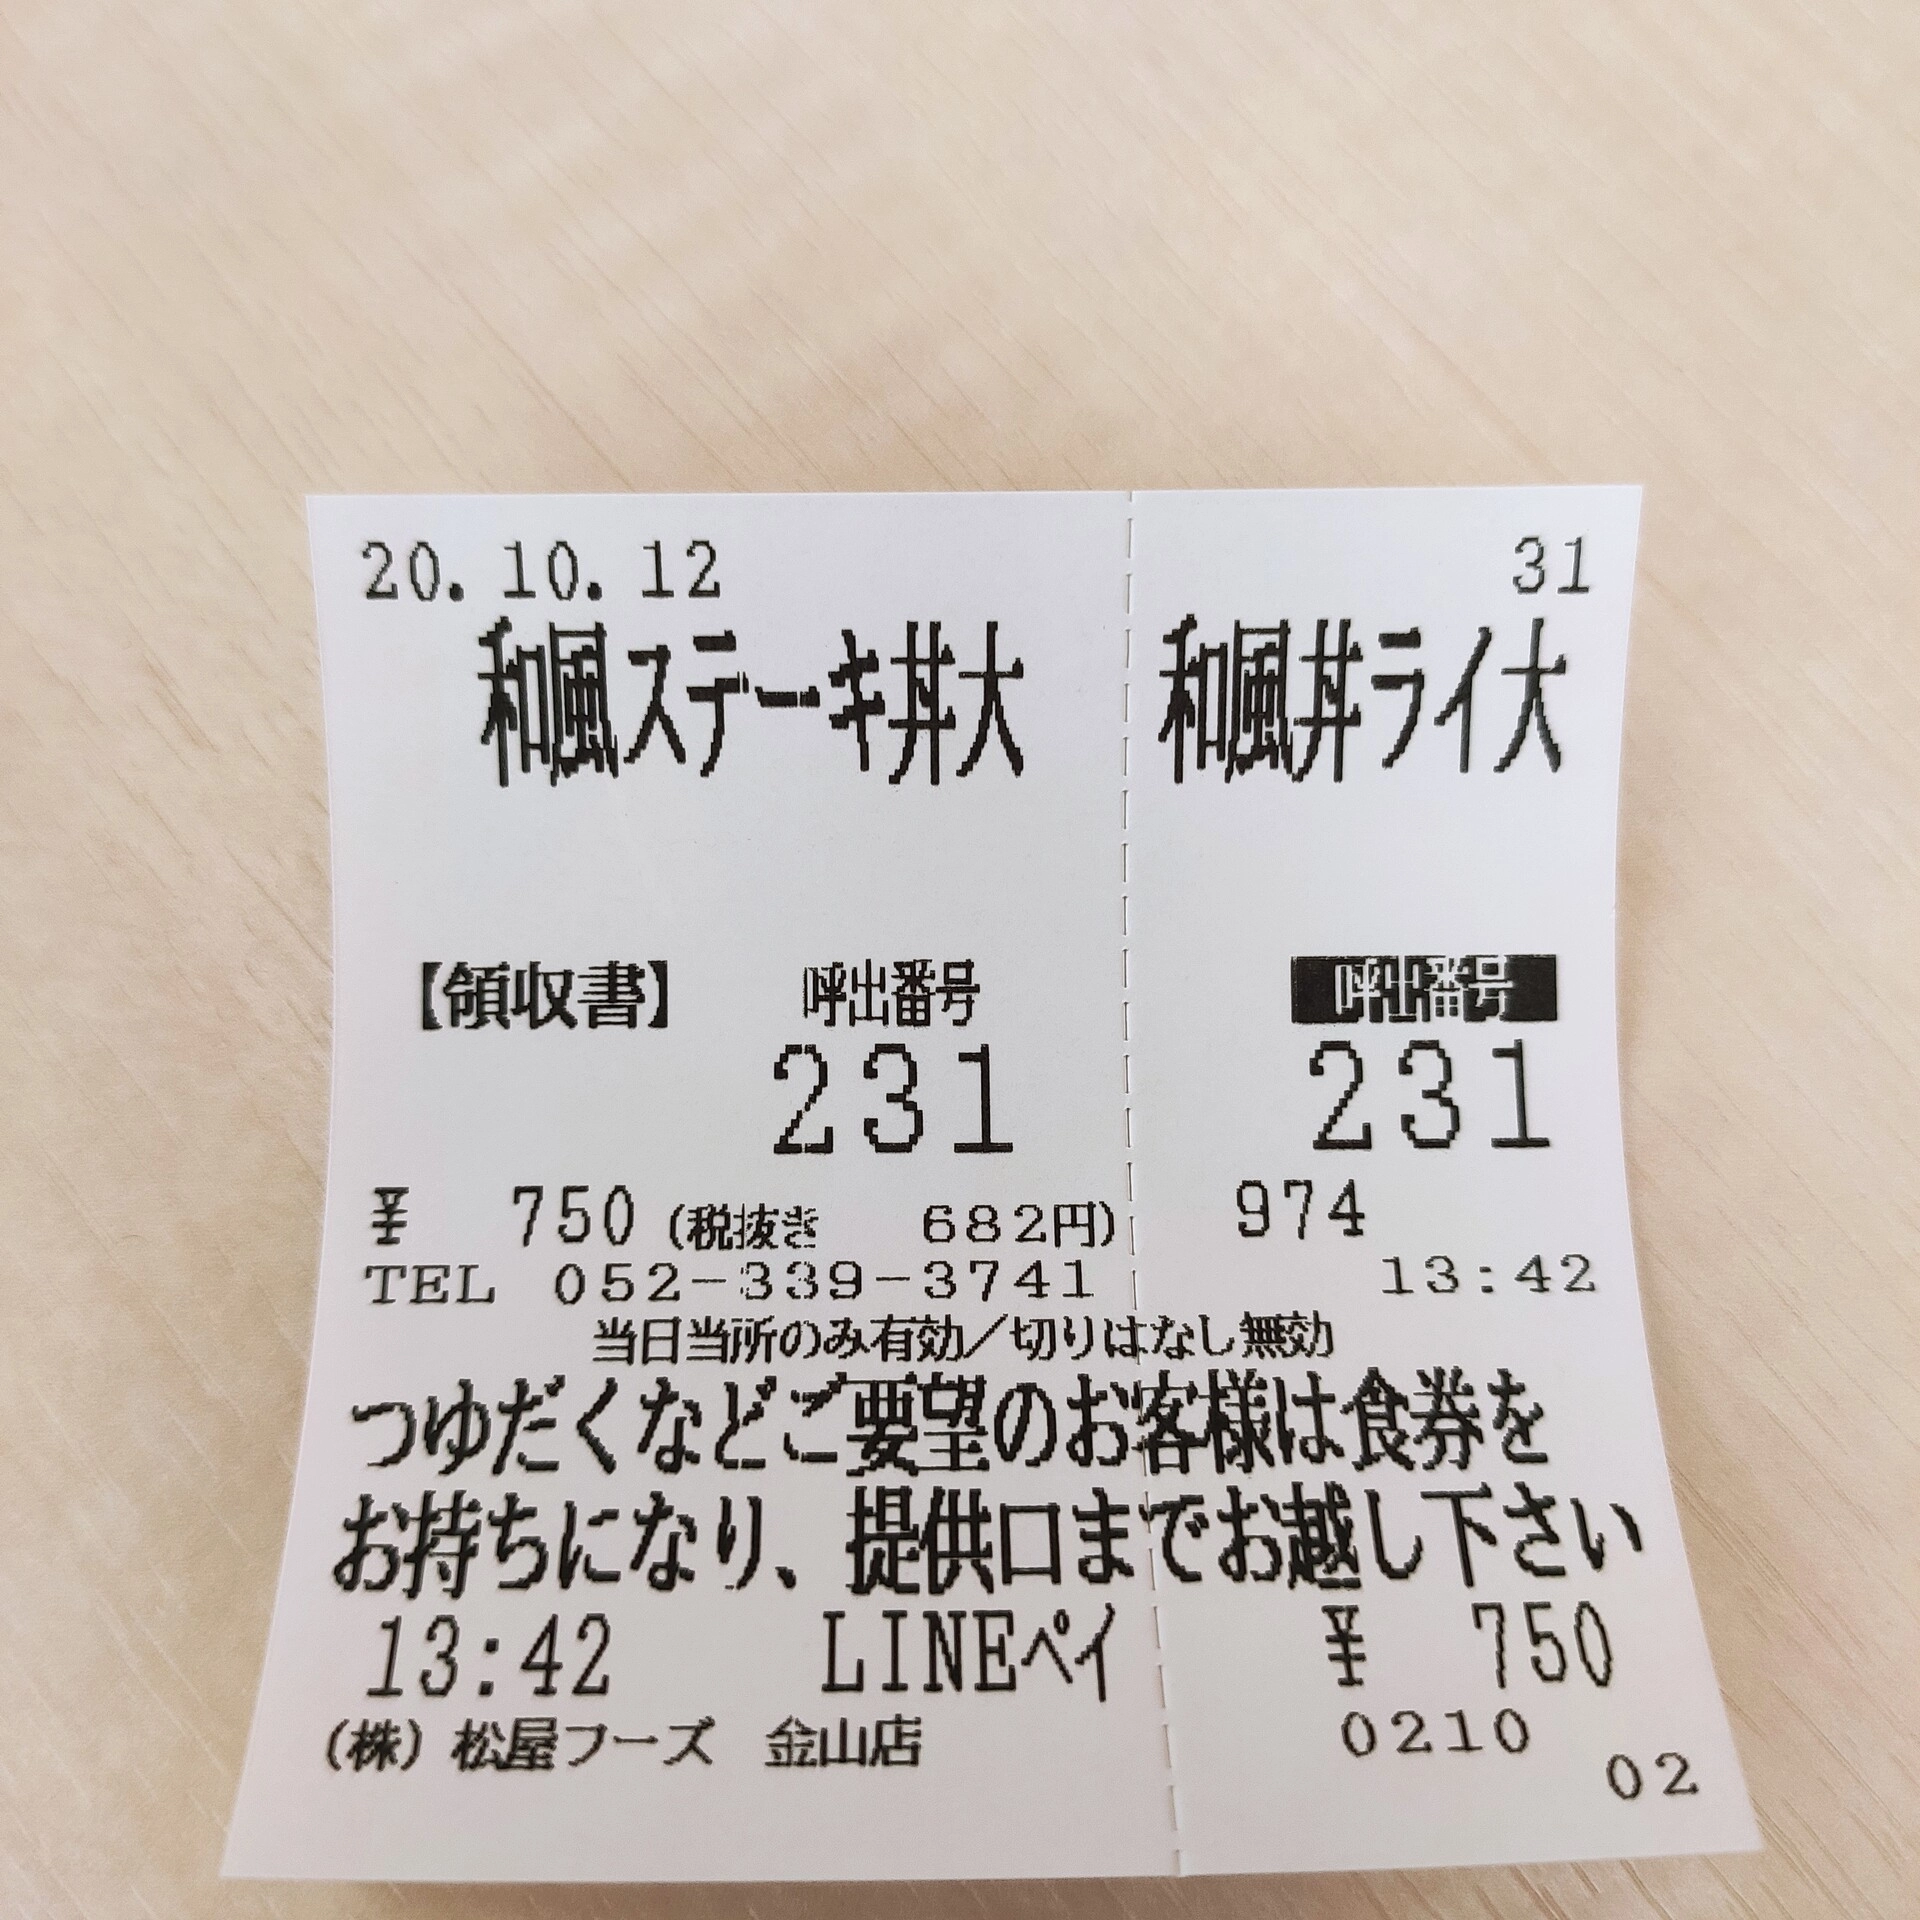 20.10.12 31
和風ステーキ丼大 和風丼ライ大
【領収書】 呼出番号 呼出番号
231 231
¥ 750 (税抜き 682円) 974
TEL 052-339-3741 13:42
当日当所のみ有効/切りはなし無効
つゆだくなどご要望のお客様は食券を
お持ちになり、提供口までお越し下さい
13:42 LINEペイ ¥ 750
(株) 松屋フーズ 金山店 0210
02